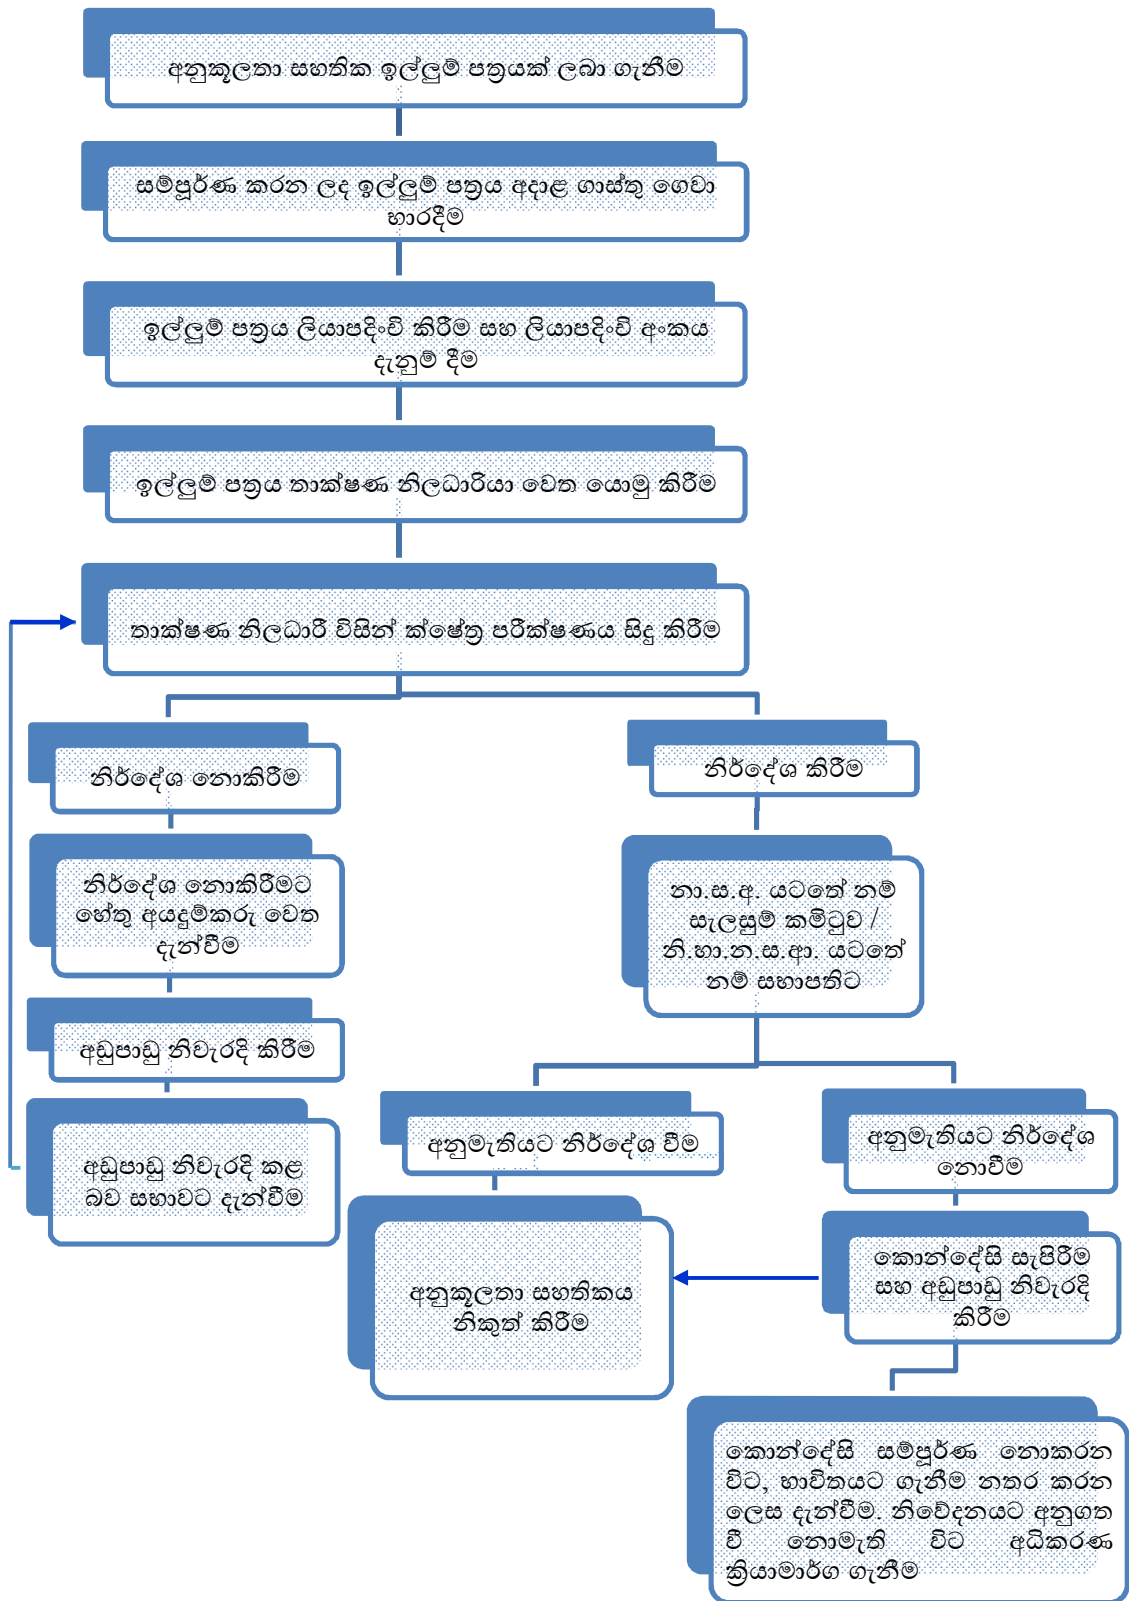 අනුකූලතා සහතික ඉල්ලුම් පත්‍රයක් ලබා ගැනීම
සම්පූර්ණ කරන ලද ඉල්ලුම් පත්‍රය අදාළ ගාස්තු ගෙවා
භාරදීම
ඉල්ලුම් පත්‍රය ලියාපදිංචි කිරීම සහ ලියාපදිංචි අංකය
දැනුම් දීම
ඉල්ලුම් පත්‍රය තාක්ෂණ නිලධාරියා වෙත යොමු කිරීම
තාක්ෂණ නිලධාරී විසින් ක්ෂේත්‍ර පරීක්ෂණය සිදු කිරීම
නිර්දේශ නොකිරීම
නිර්දේශ නොකිරීමට
හේතු අයදුම්කරු වෙත
දැන්වීම
අඩුපාඩු නිවැරදි කිරීම
අඩුපාඩු නිවැරදි කළ
බව සභාවට දැන්වීම
නිර්දේශ කිරීම
නා.ස.අ. යටතේ නම්
සැලසුම් කමිටුව /
නි.හා.න.ස.ආ. යටතේ
නම් සභාපතිට
අනුමැතියට නිර්දේශ වීම
අනුකූලතා සහතිකය
නිකුත් කිරීම
අනුමැතියට නිර්දේශ
නොවීම
කොන්දේසි සැපිරීම
සහ අඩුපාඩු නිවැරදි
කිරීම
කොන්දේසි සම්පූර්ණ නොකරන
විට, භාවිතයට ගැනීම නතර කරන
ලෙස දැන්වීම. නිවේදනයට අනුගත
වී නොමැති විට අධිකරණ
ක්‍රියාමාර්ග ගැනීම